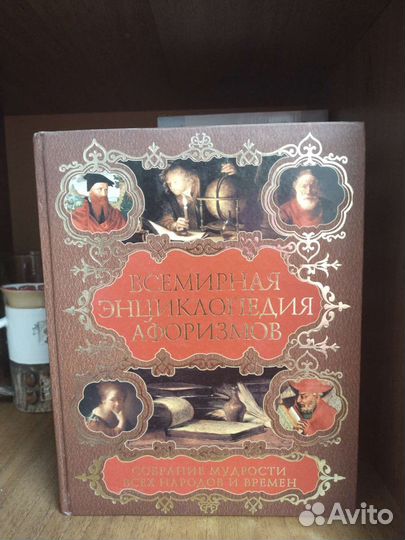 ВСЕМИРНАЯ
ЭНЦИКЛОПЕДИЯ
АФОРИЗМОВ
СОБРАНИЕ МУДРОСТИ
ВСЕХ НАРОДОВ И ВРЕМЕН
Avito